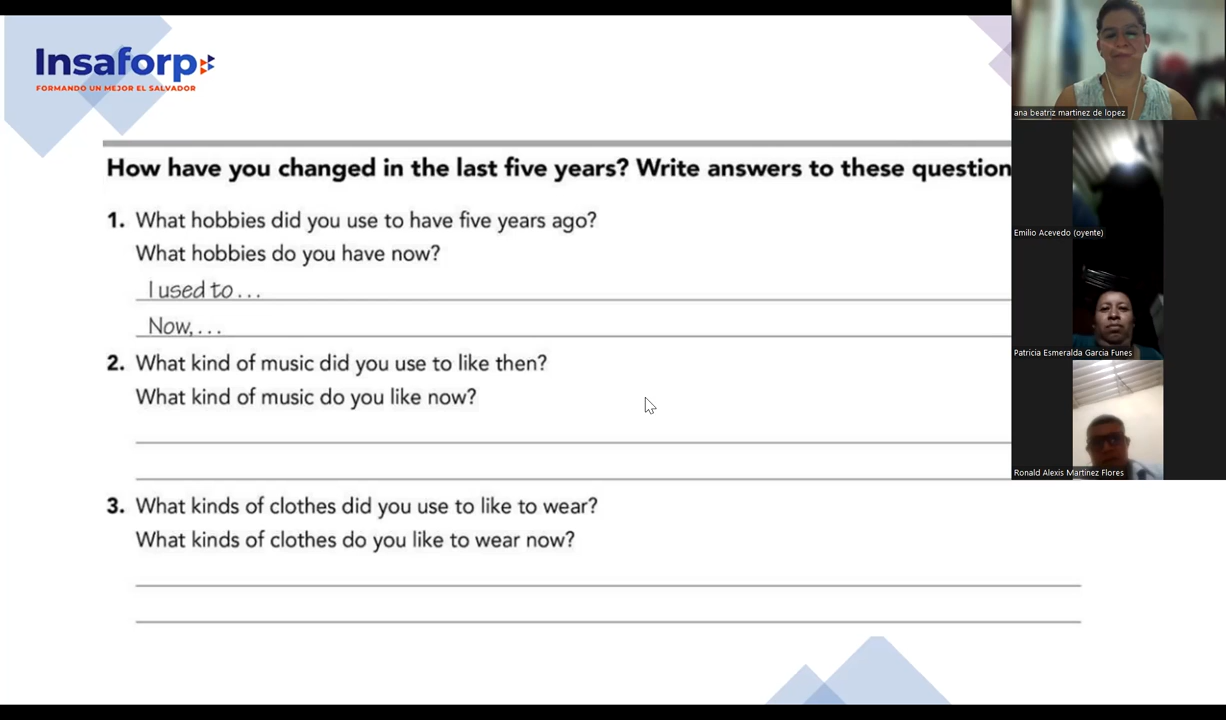 Insaforp
FORMANDO UN MEJOR EL SALVADOR
How have you changed in the last five years? Write answers to these question
1. What hobbies did you use to have five years ago?
What hobbies do you have now?
I used to . . .
Now, . . .
2. What kind of music did you use to like then?
What kind of music do you like now?
3. What kinds of clothes did you use to like to wear?
What kinds of clothes do you like to wear now?
ana beatriz martinez de lopez
Emilio Acevedo (oyente)
Patricia Esmeralda Garcia Funes
Ronald Alexis Martinez Flores